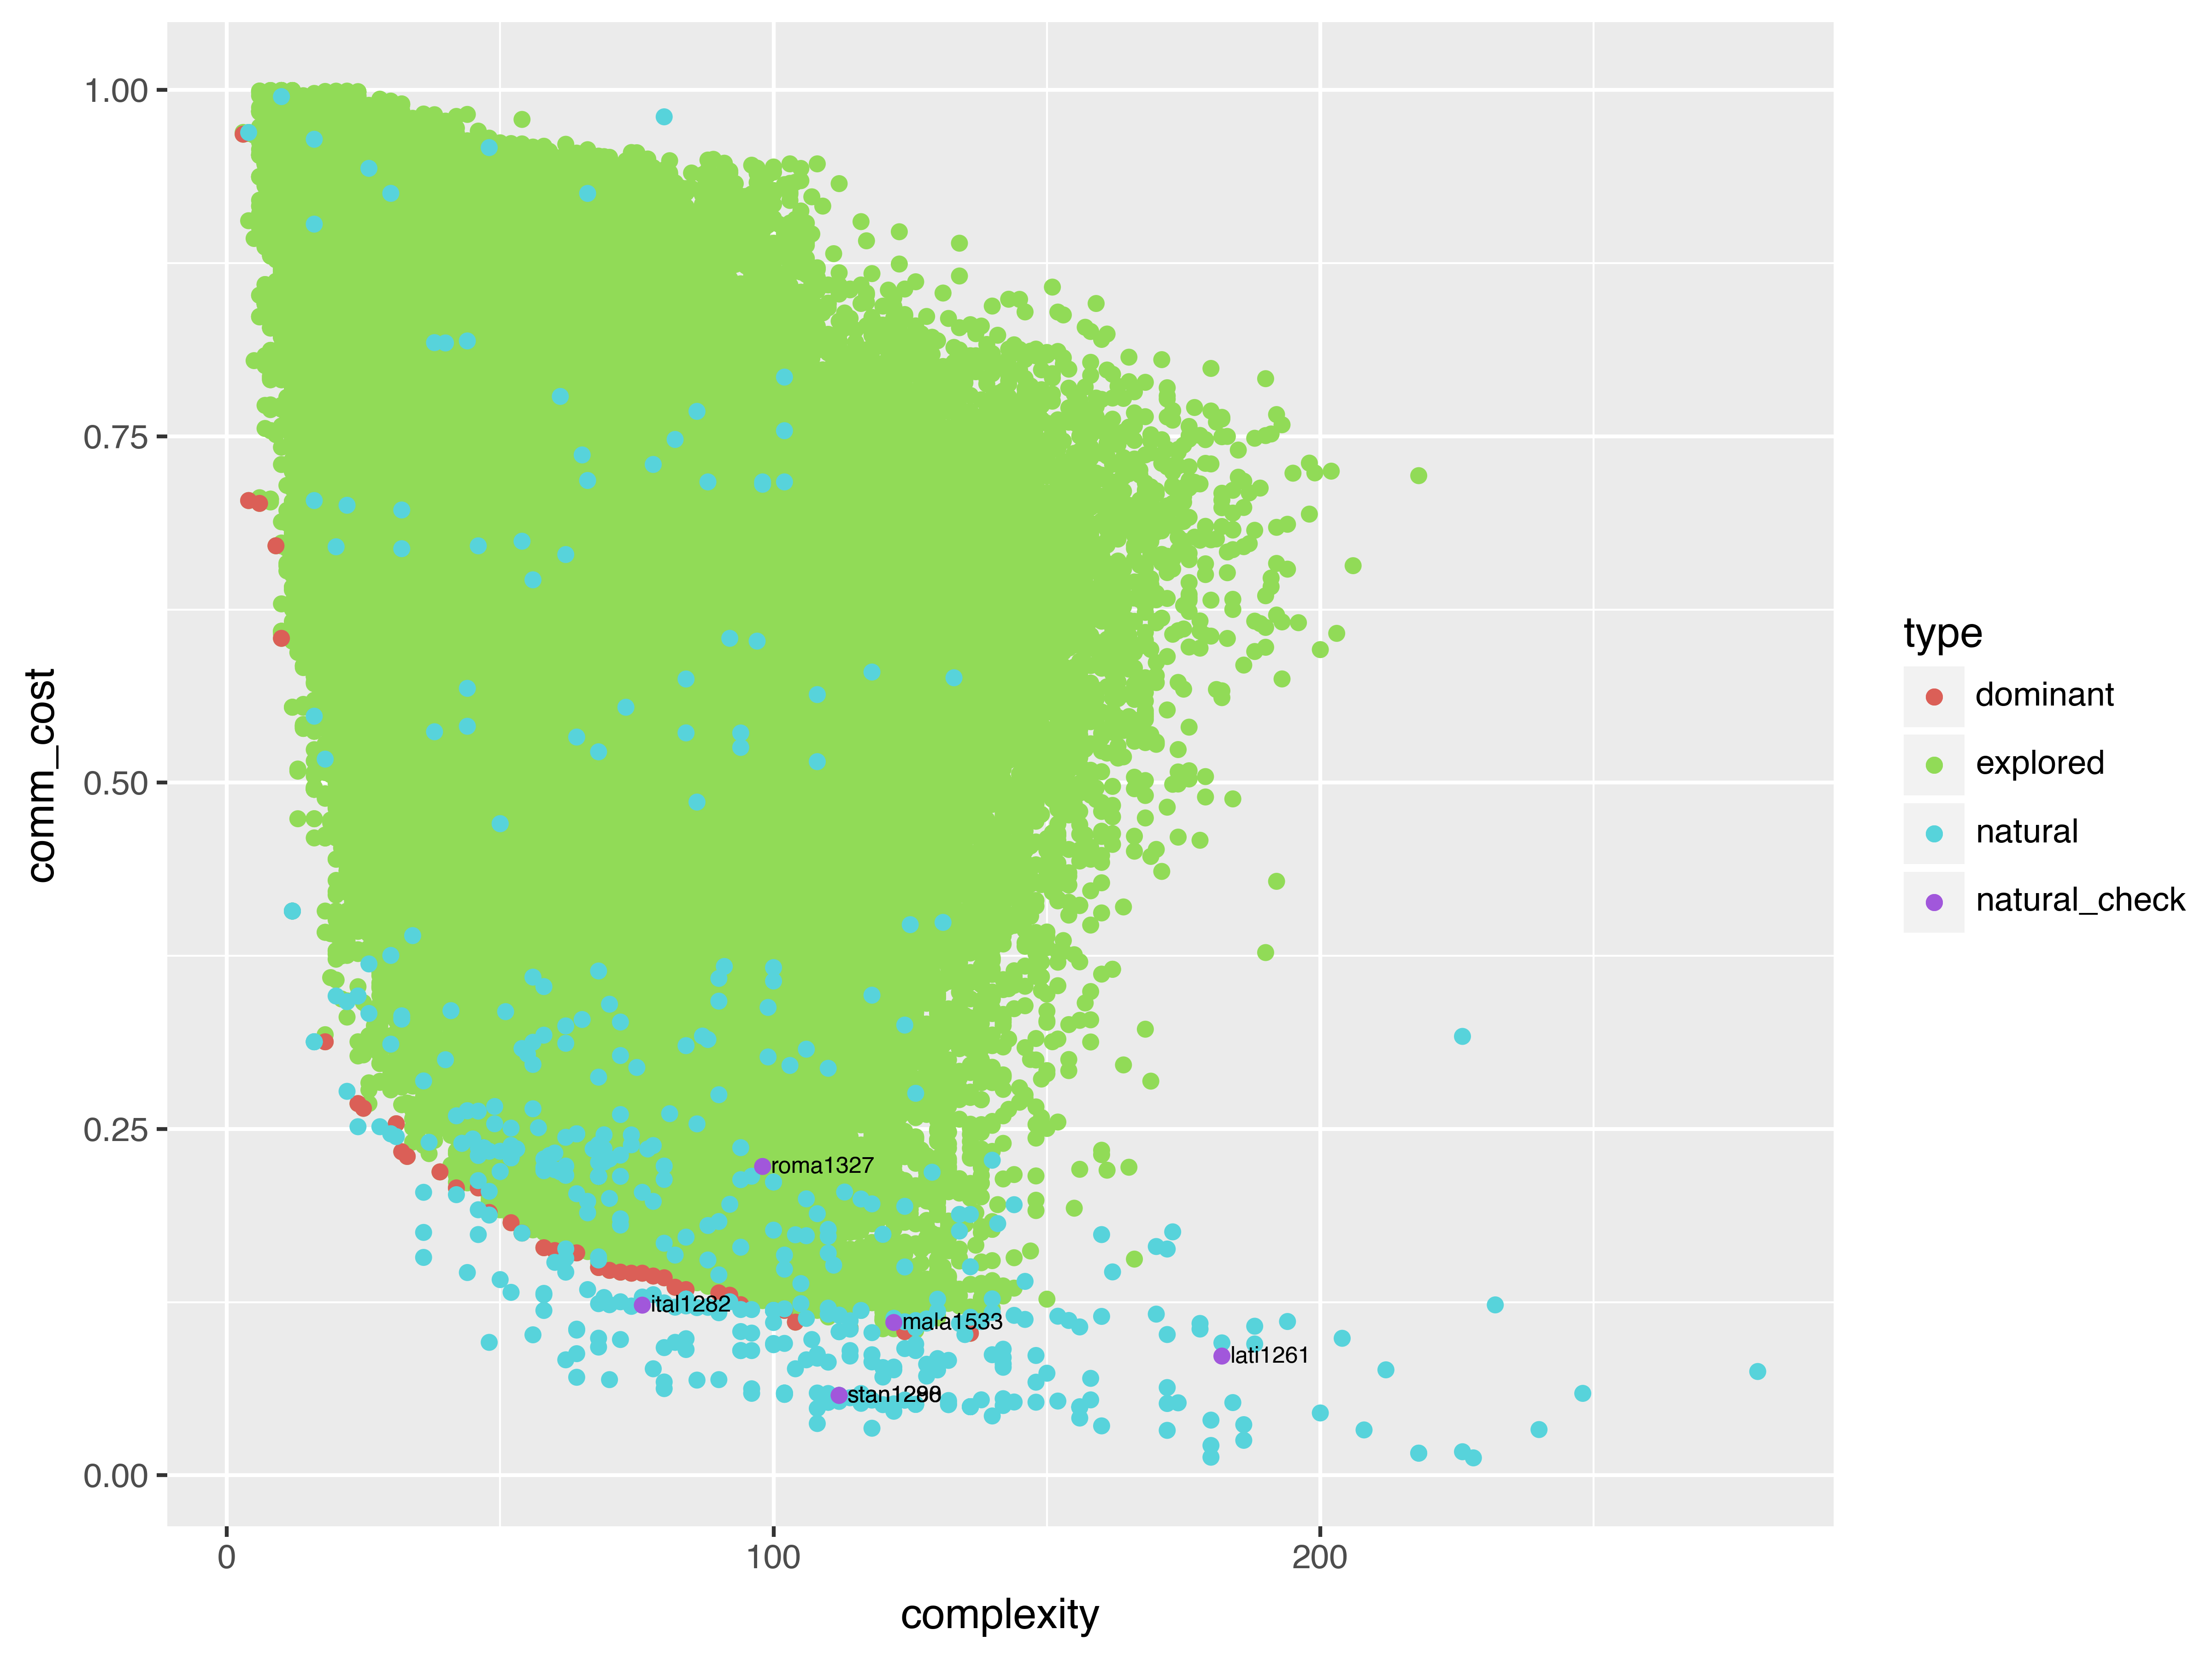 1.00
0.75
0.50
0.25
0.00
comm_cost
roma1327
ital1282
mala1533
lati1261
0
100
200
complexity
type
dominant
explored
natural
natural_check